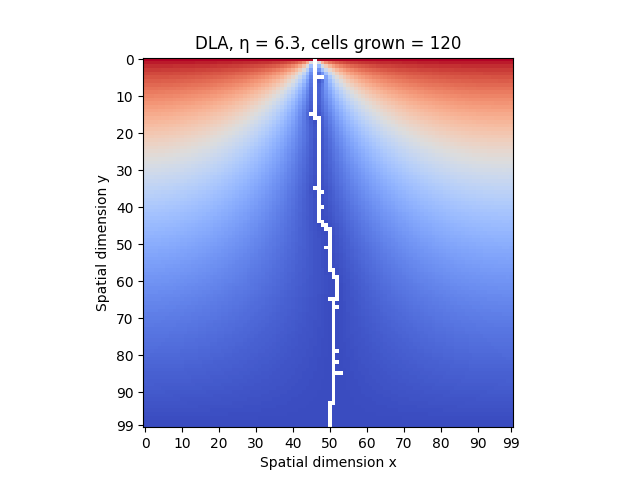 DLA, η = 6.3, cells grown = 120
0
10
20
30
40
50
60
70
80
90
99
Spatial dimension y
0 10 20 30 40 50 60 70 80 90 99
Spatial dimension x